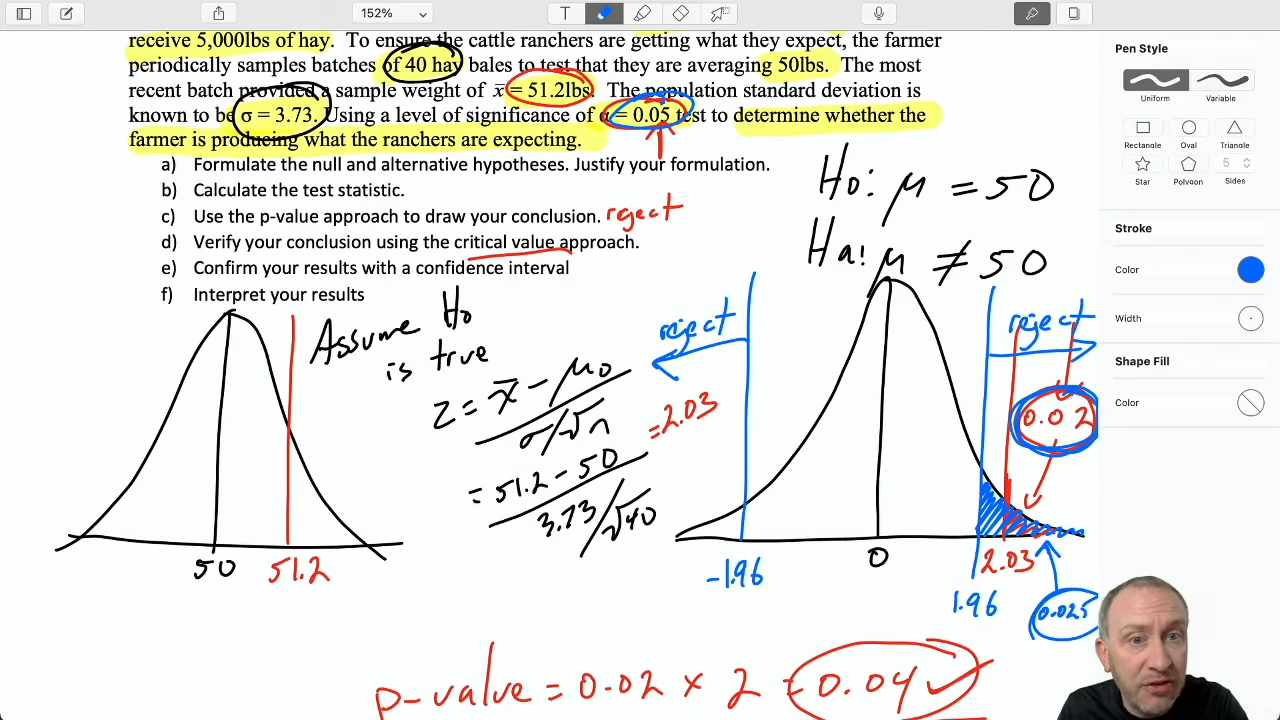 152%
T
receive 5,000lbs of hay. To ensure the cattle ranchers are getting what they expect, the farmer
periodically samples batches of 40 hay bales to test that they are averaging 50lbs. The most
recent batch provided a sample weight of x̄ = 51.2lbs. The population standard deviation is
known to be σ = 3.73. Using a level of significance of α = 0.05 test to determine whether the
farmer is producing what the ranchers are expecting.
a) Formulate the null and alternative hypotheses. Justify your formulation.
b) Calculate the test statistic.
c) Use the p-value approach to draw your conclusion. reject
d) Verify your conclusion using the critical value approach.
e) Confirm your results with a confidence interval
f) Interpret your results
Ho: μ = 50
Ha: μ ≠ 50
Assume Ho
is true
z = x̄ - μ0
σ/√n
= 2.03
= 51.2 - 50
3.73/√40
50 51.2
reject
reject
0.02
-1.96 0 2.03
1.96 0.025
p-value = 0.02 x 2 = 0.04 ✓
Pen Style
Uniform Variable
Rectangle Oval Triangle
5
Star Polygon Sides
Stroke
Color
Width
Shape Fill
Color